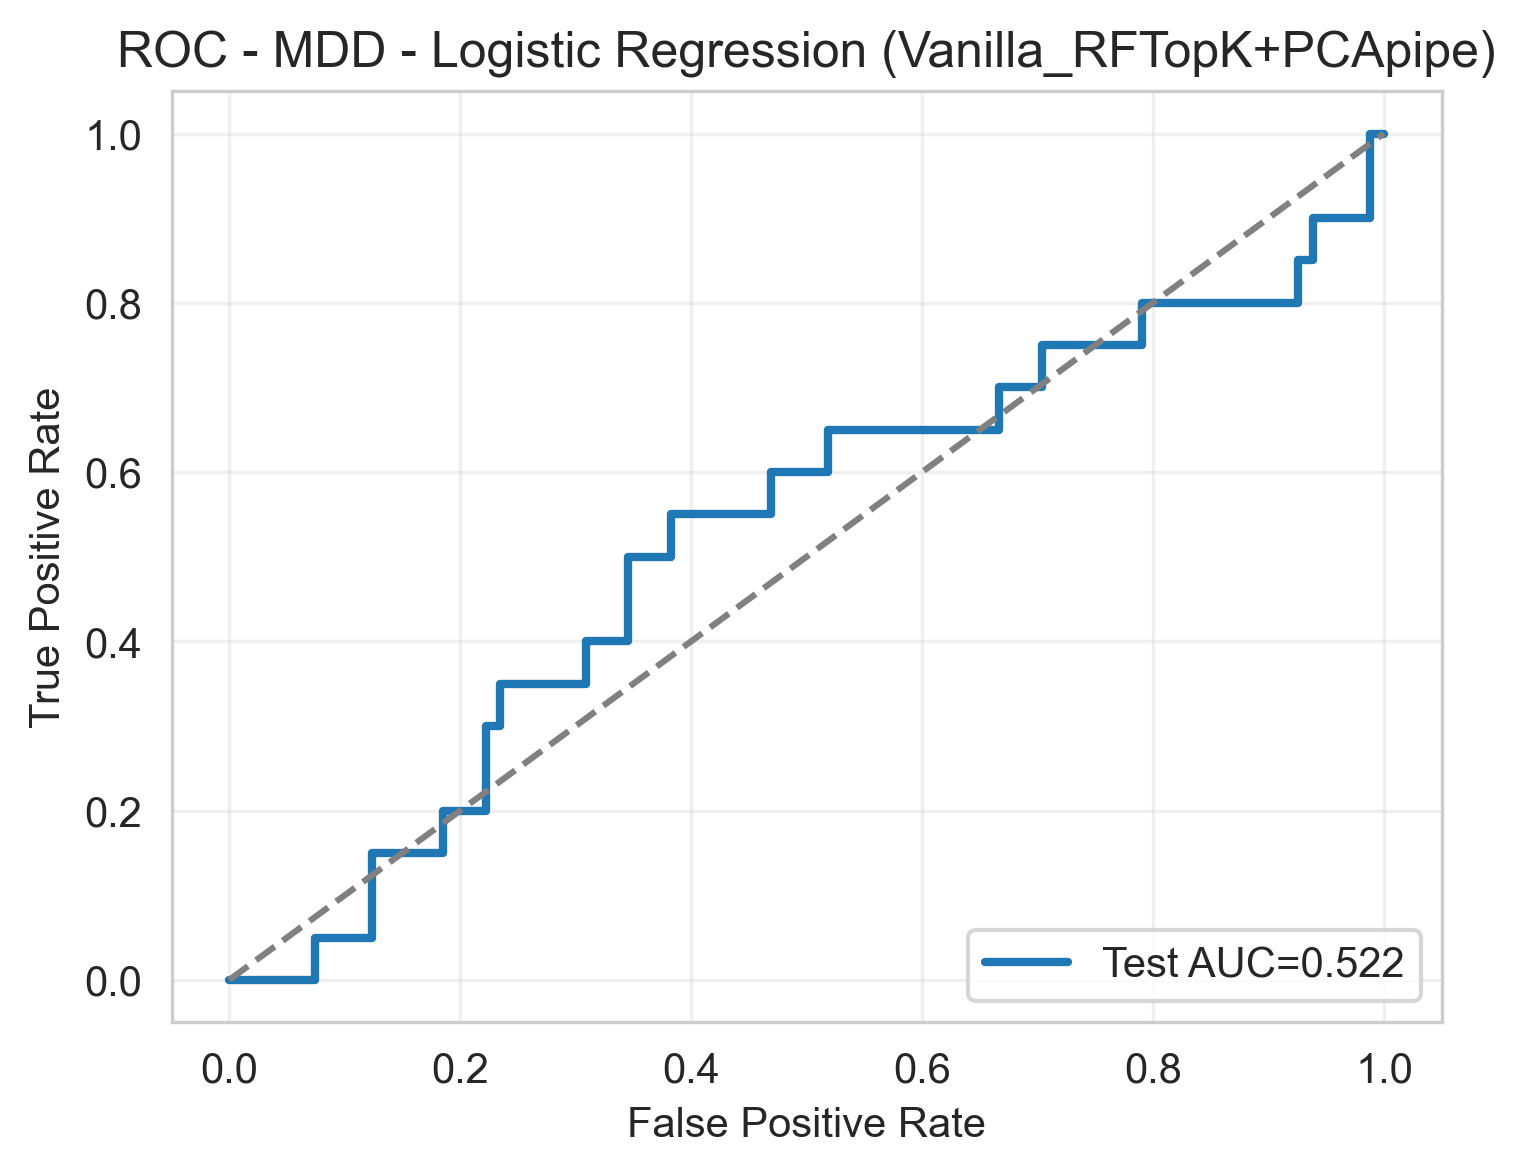 ROC - MDD - Logistic Regression (Vanilla_RFTopK+PCApipe)
1.0
0.8
0.6
0.4
0.2
0.0
True Positive Rate
Test AUC=0.522
0.0 0.2 0.4 0.6 0.8 1.0
False Positive Rate